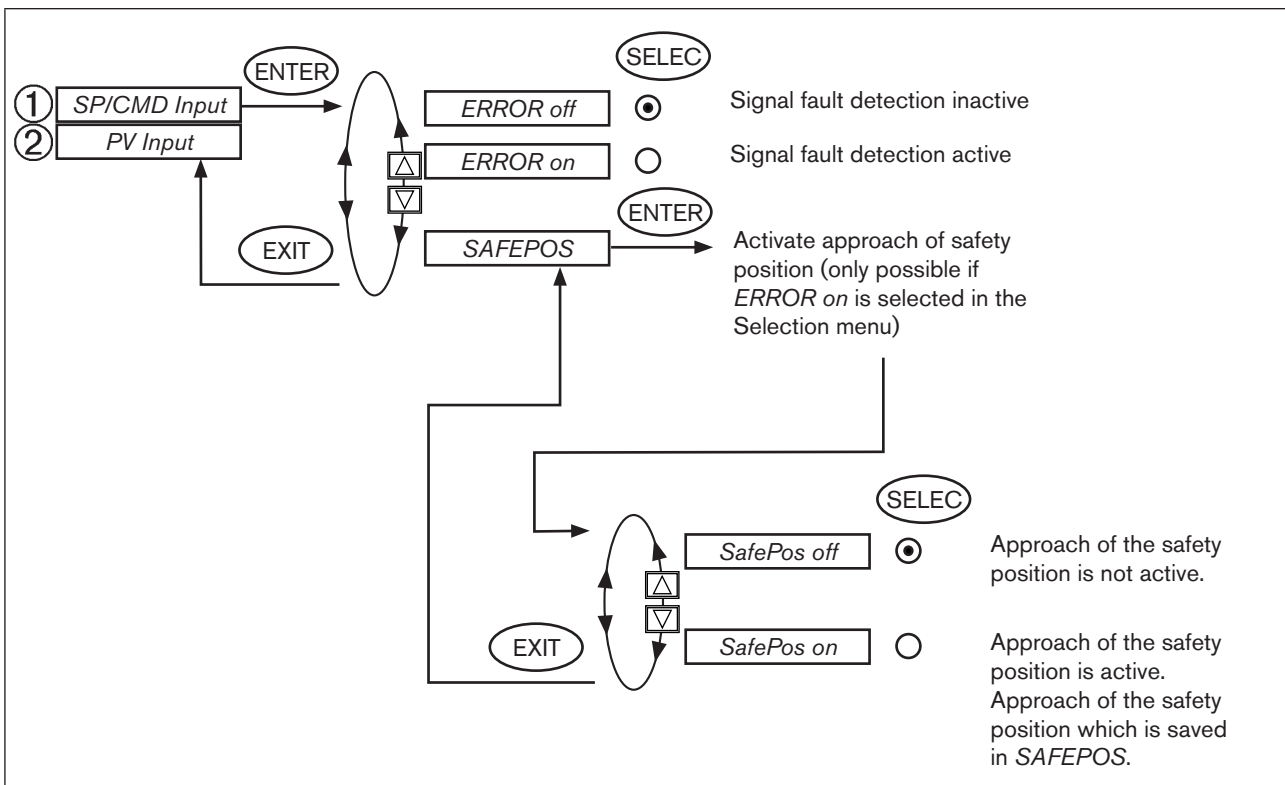 SELEC
ENTER
① SP/CMD Input
ERROR off
Signal fault detection inactive
② PV Input
ERROR on
Signal fault detection active
ENTER
EXIT
SAFEPOS
Activate approach of safety
position (only possible if
ERROR on is selected in the
Selection menu)
SELEC
SafePos off
Approach of the safety
position is not active.
EXIT
SafePos on
Approach of the safety
position is active.
Approach of the safety
position which is saved
in SAFEPOS.